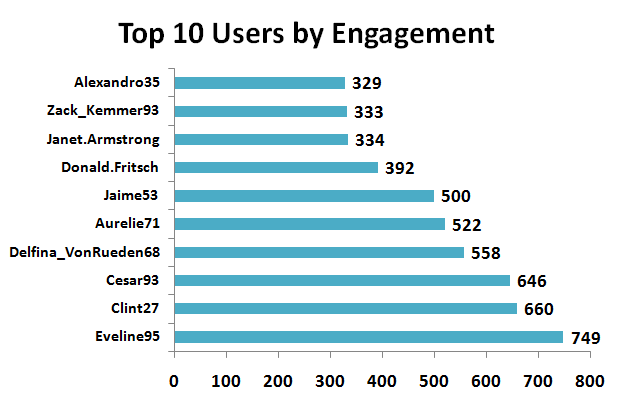 Top 10 Users by Engagement
Alexandro35 329
Zack_Kemmer93 333
Janet.Armstrong 334
Donald.Fritsch 392
Jaime53 500
Aurelie71 522
Delfina_VonRueden68 558
Cesar93 646
Clint27 660
Eveline95 749
0 100 200 300 400 500 600 700 800